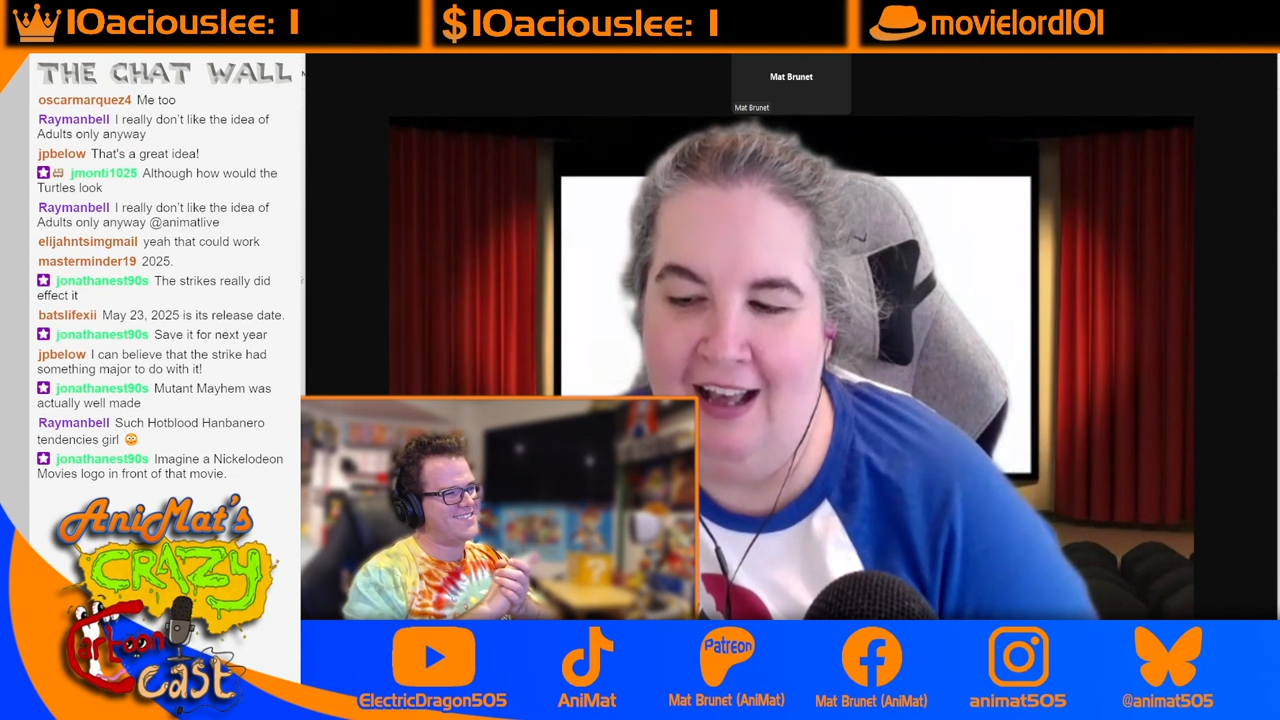 10aciouslee: 1
$10aciouslee: 1
movielord101
THE CHAT WALL
oscarmarquez4 Me too
Raymanbell I really don't like the idea of
Adults only anyway
jpbelow That's a great idea!
jmonti1025 Although how would the
Turtles look
Raymanbell I really don't like the idea of
Adults only anyway @animatlive
elijahntsimgmail yeah that could work
masterminder19 2025.
jonathanest90s The strikes really did
effect it
batslifexii May 23, 2025 is its release date.
jonathanest90s Save it for next year
jpbelow I can believe that the strike had
something major to do with it!
jonathanest90s Mutant Mayhem was
actually well made
Raymanbell Such Hotblood Hanbanero
tendencies girl
jonathanest90s Imagine a Nickelodeon
Movies logo in front of that movie.
Mat Brunet
Mat Brunet
AniMat's
CRAZY
Cartoon
Cast
Patreon
ElectricDragon505
AniMat
Mat Brunet (AniMat)
Mat Brunet (AniMat)
animat505
@animat505